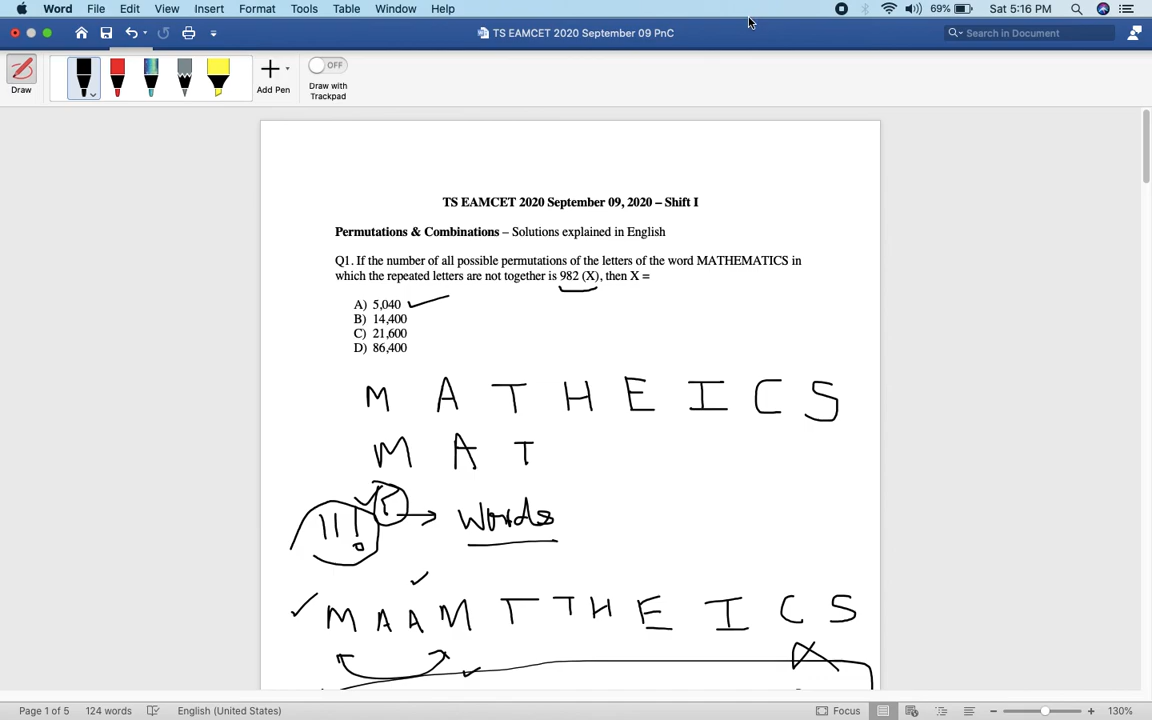 Word File Edit View Insert Format Tools Table Window Help 69% Sat 5:16 PM
TS EAMCET 2020 September 09 PnC Search in Document
OFF
Draw Add Pen Draw with Trackpad
TS EAMCET 2020 September 09, 2020 – Shift I
Permutations & Combinations – Solutions explained in English
Q1. If the number of all possible permutations of the letters of the word MATHEMATICS in
which the repeated letters are not together is 982 (X), then X =
A) 5,040
B) 14,400
C) 21,600
D) 86,400
M A T H E I C S
M A T
11! Words
M A A M T T H E I C S
Page 1 of 5 124 words English (United States) Focus 130%